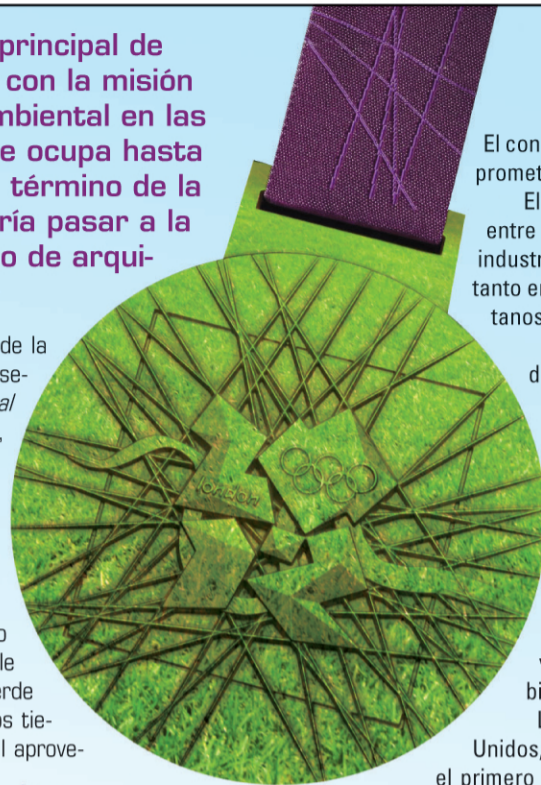 principal de
con la misión
mbiental en las
e ocupa hasta
término de la
ría pasar a la
o de arqui-
de la
se-
al
o
le
erde
os tie-
l aprove-
london
El con
promet
El
entre
industr
tanto er
tanos
d
v
bi
Unidos,
el primero